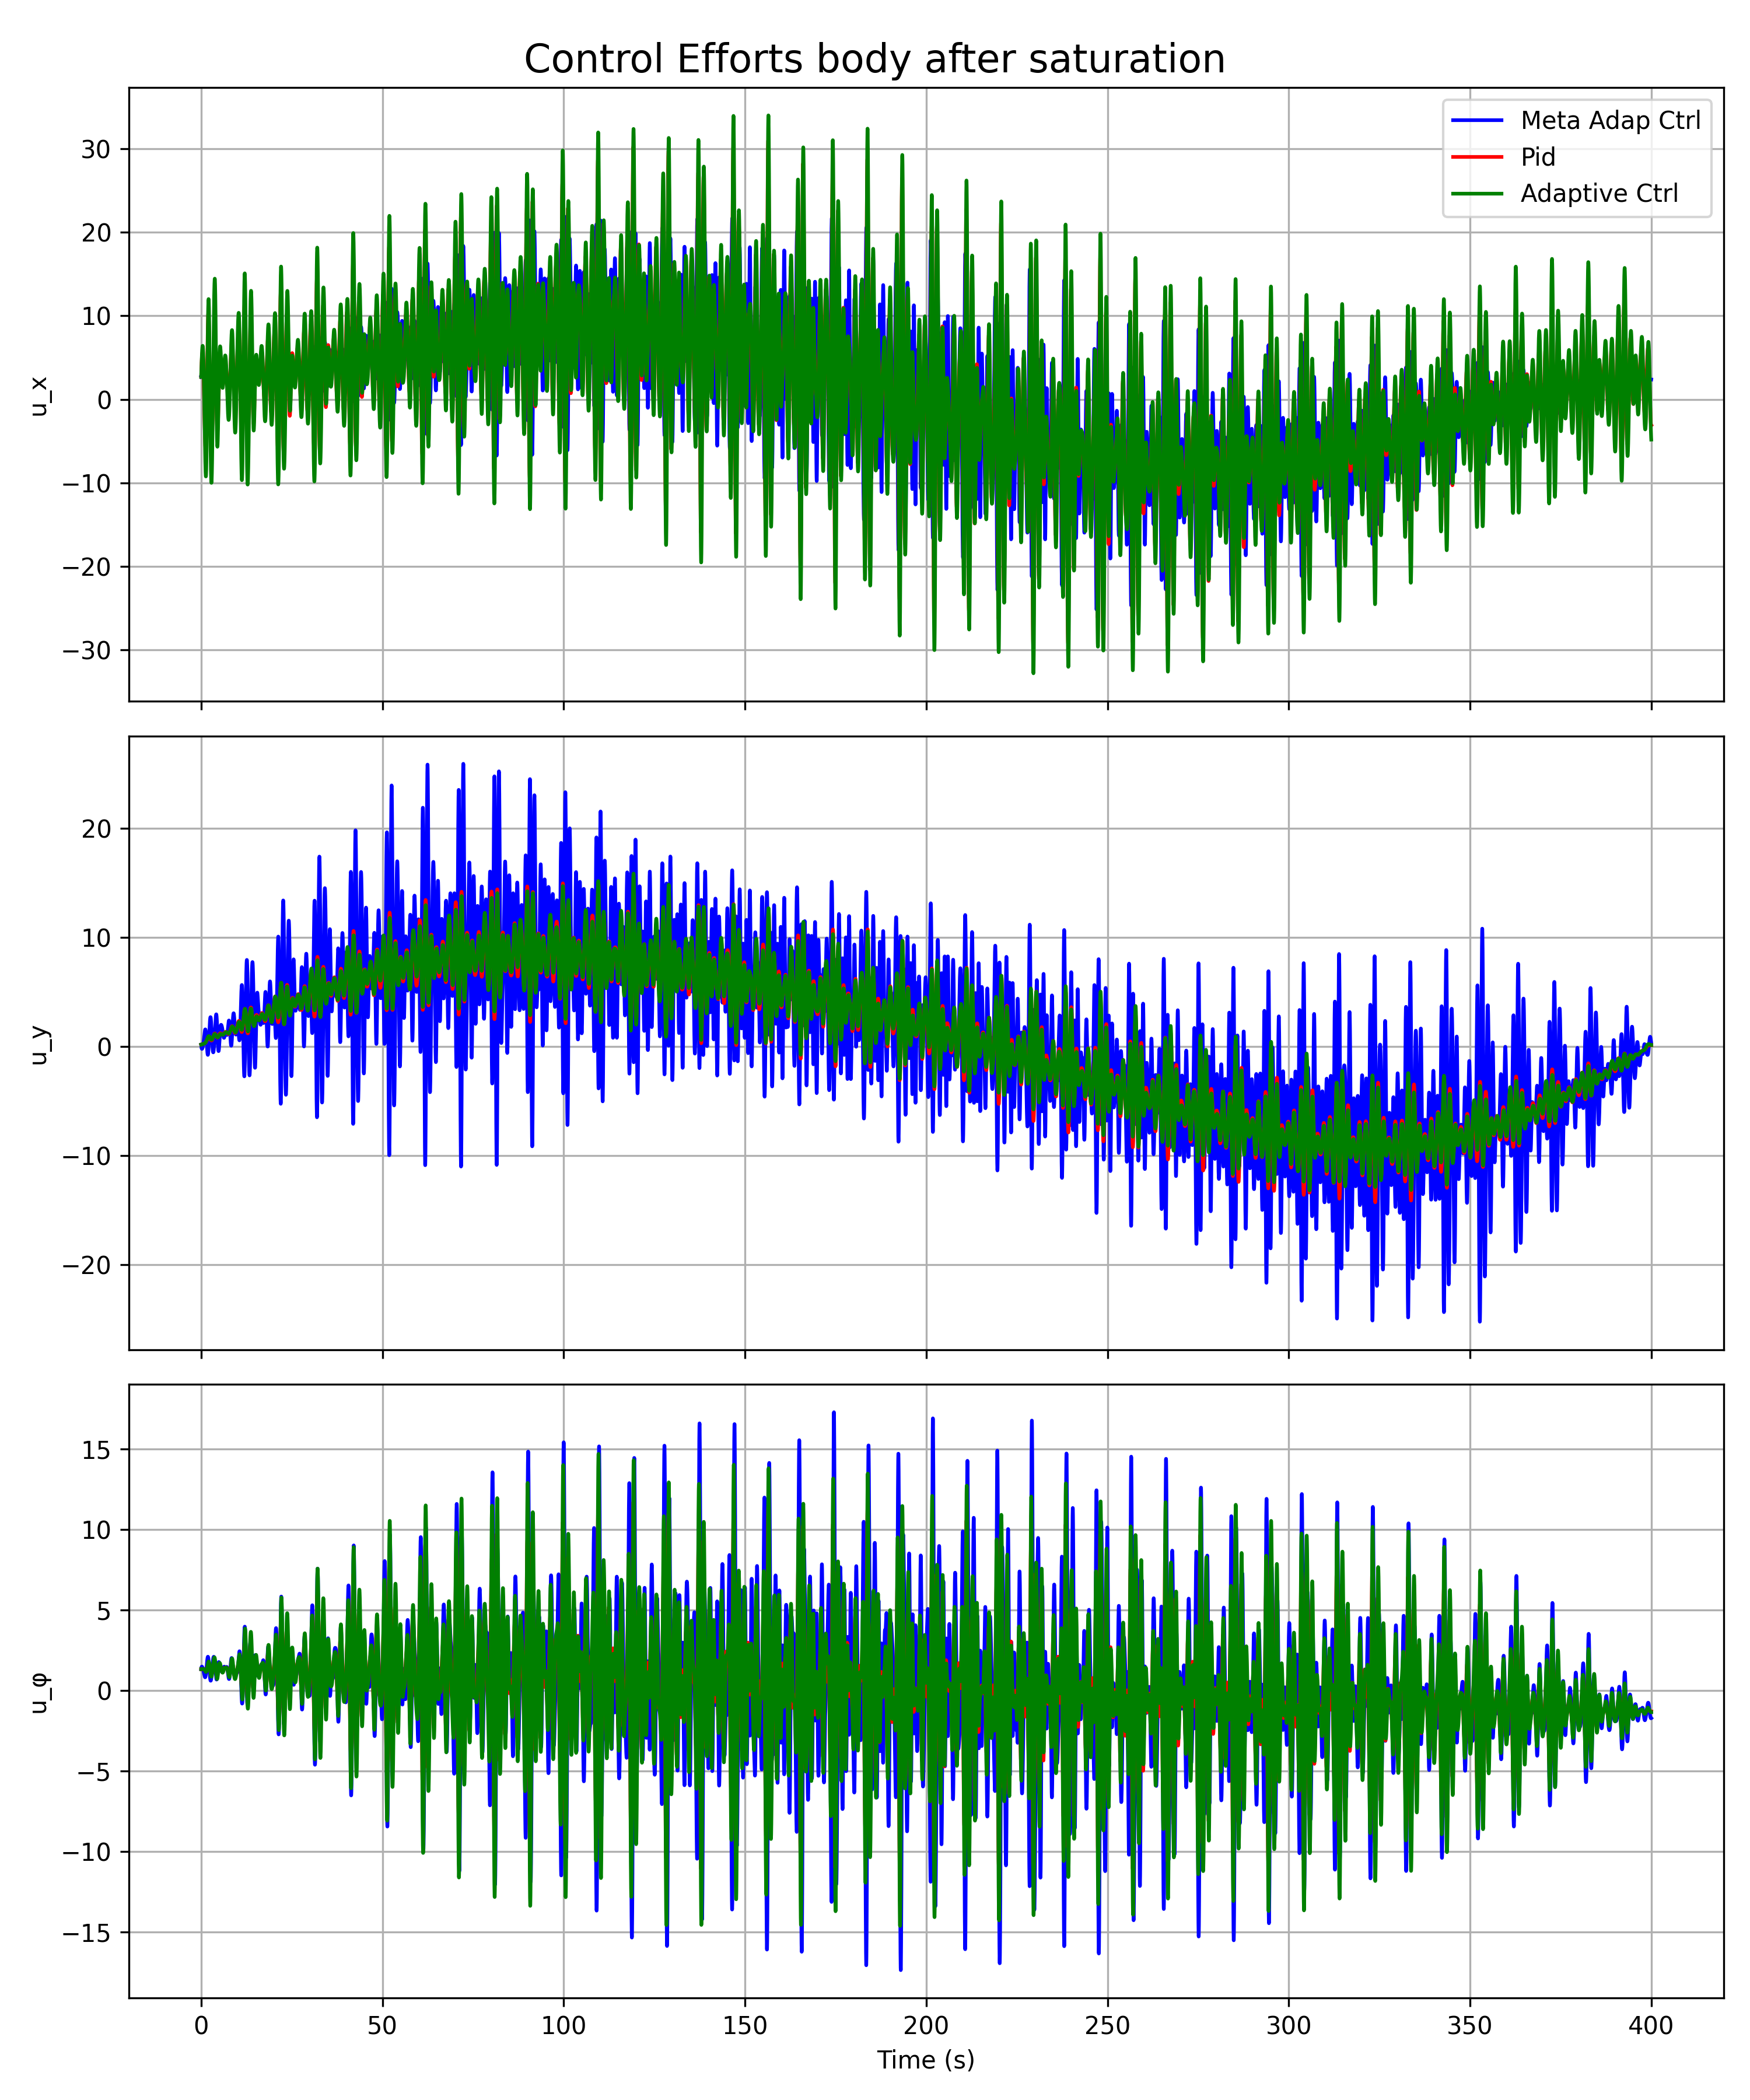 Control Efforts body after saturation
Meta Adap Ctrl
Pid
Adaptive Ctrl
30
20
10
0
−10
−20
−30
u_x
20
10
0
−10
−20
u_y
15
10
5
0
−5
−10
−15
u_φ
0 50 100 150 200 250 300 350 400
Time (s)